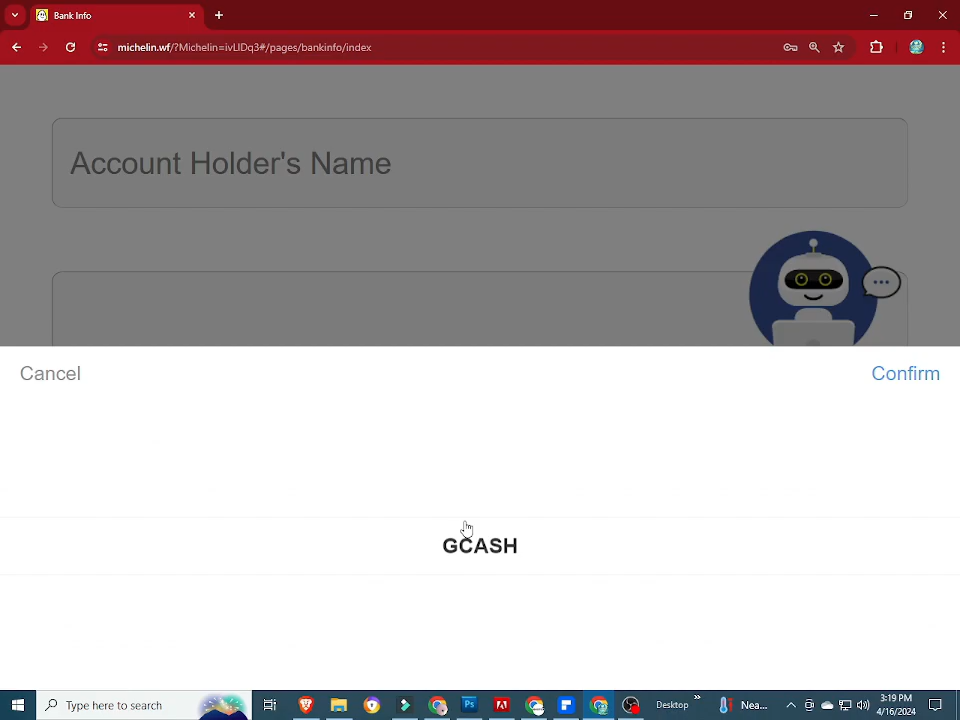 Bank Info
michelin.wf/?Michelin=ivLIDq3#/pages/bankinfo/index
Account Holder's Name
Cancel
Confirm
GCASH
Type here to search
Desktop
Nea...
3:19 PM
4/16/2024